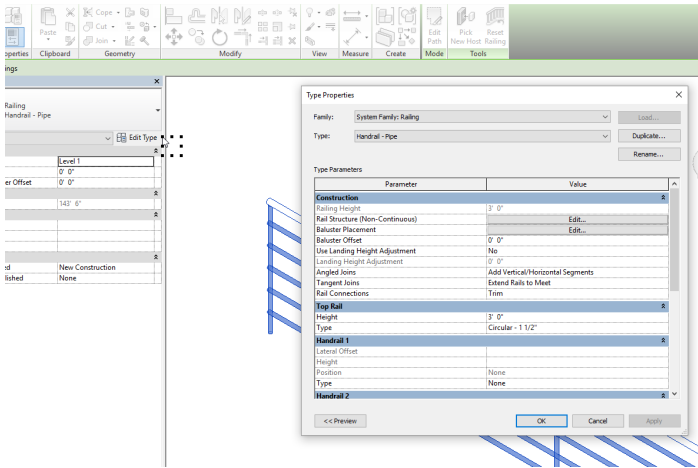 Paste
Cope
Cut
Join
Edit
Path
Pick
New Host
Reset
Railing
Properties Clipboard Geometry Modify View Measure Create Mode Tools
ings
Railing
Handrail - Pipe
Edit Type
Level 1
0' 0"
er Offset 0' 0"
143' 6"
ed New Construction
lished None
Type Properties
Family: System Family: Railing Load...
Type: Handrail - Pipe Duplicate...
Rename...
Type Parameters
Parameter Value
Construction
Railing Height 3' 0"
Rail Structure (Non-Continuous) Edit...
Baluster Placement Edit...
Baluster Offset 0' 0"
Use Landing Height Adjustment No
Landing Height Adjustment 0' 0"
Angled Joins Add Vertical/Horizontal Segments
Tangent Joins Extend Rails to Meet
Rail Connections Trim
Top Rail
Height 3' 0"
Type Circular - 1 1/2"
Handrail 1
Lateral Offset
Height
Position None
Type None
Handrail 2
<< Preview OK Cancel Apply